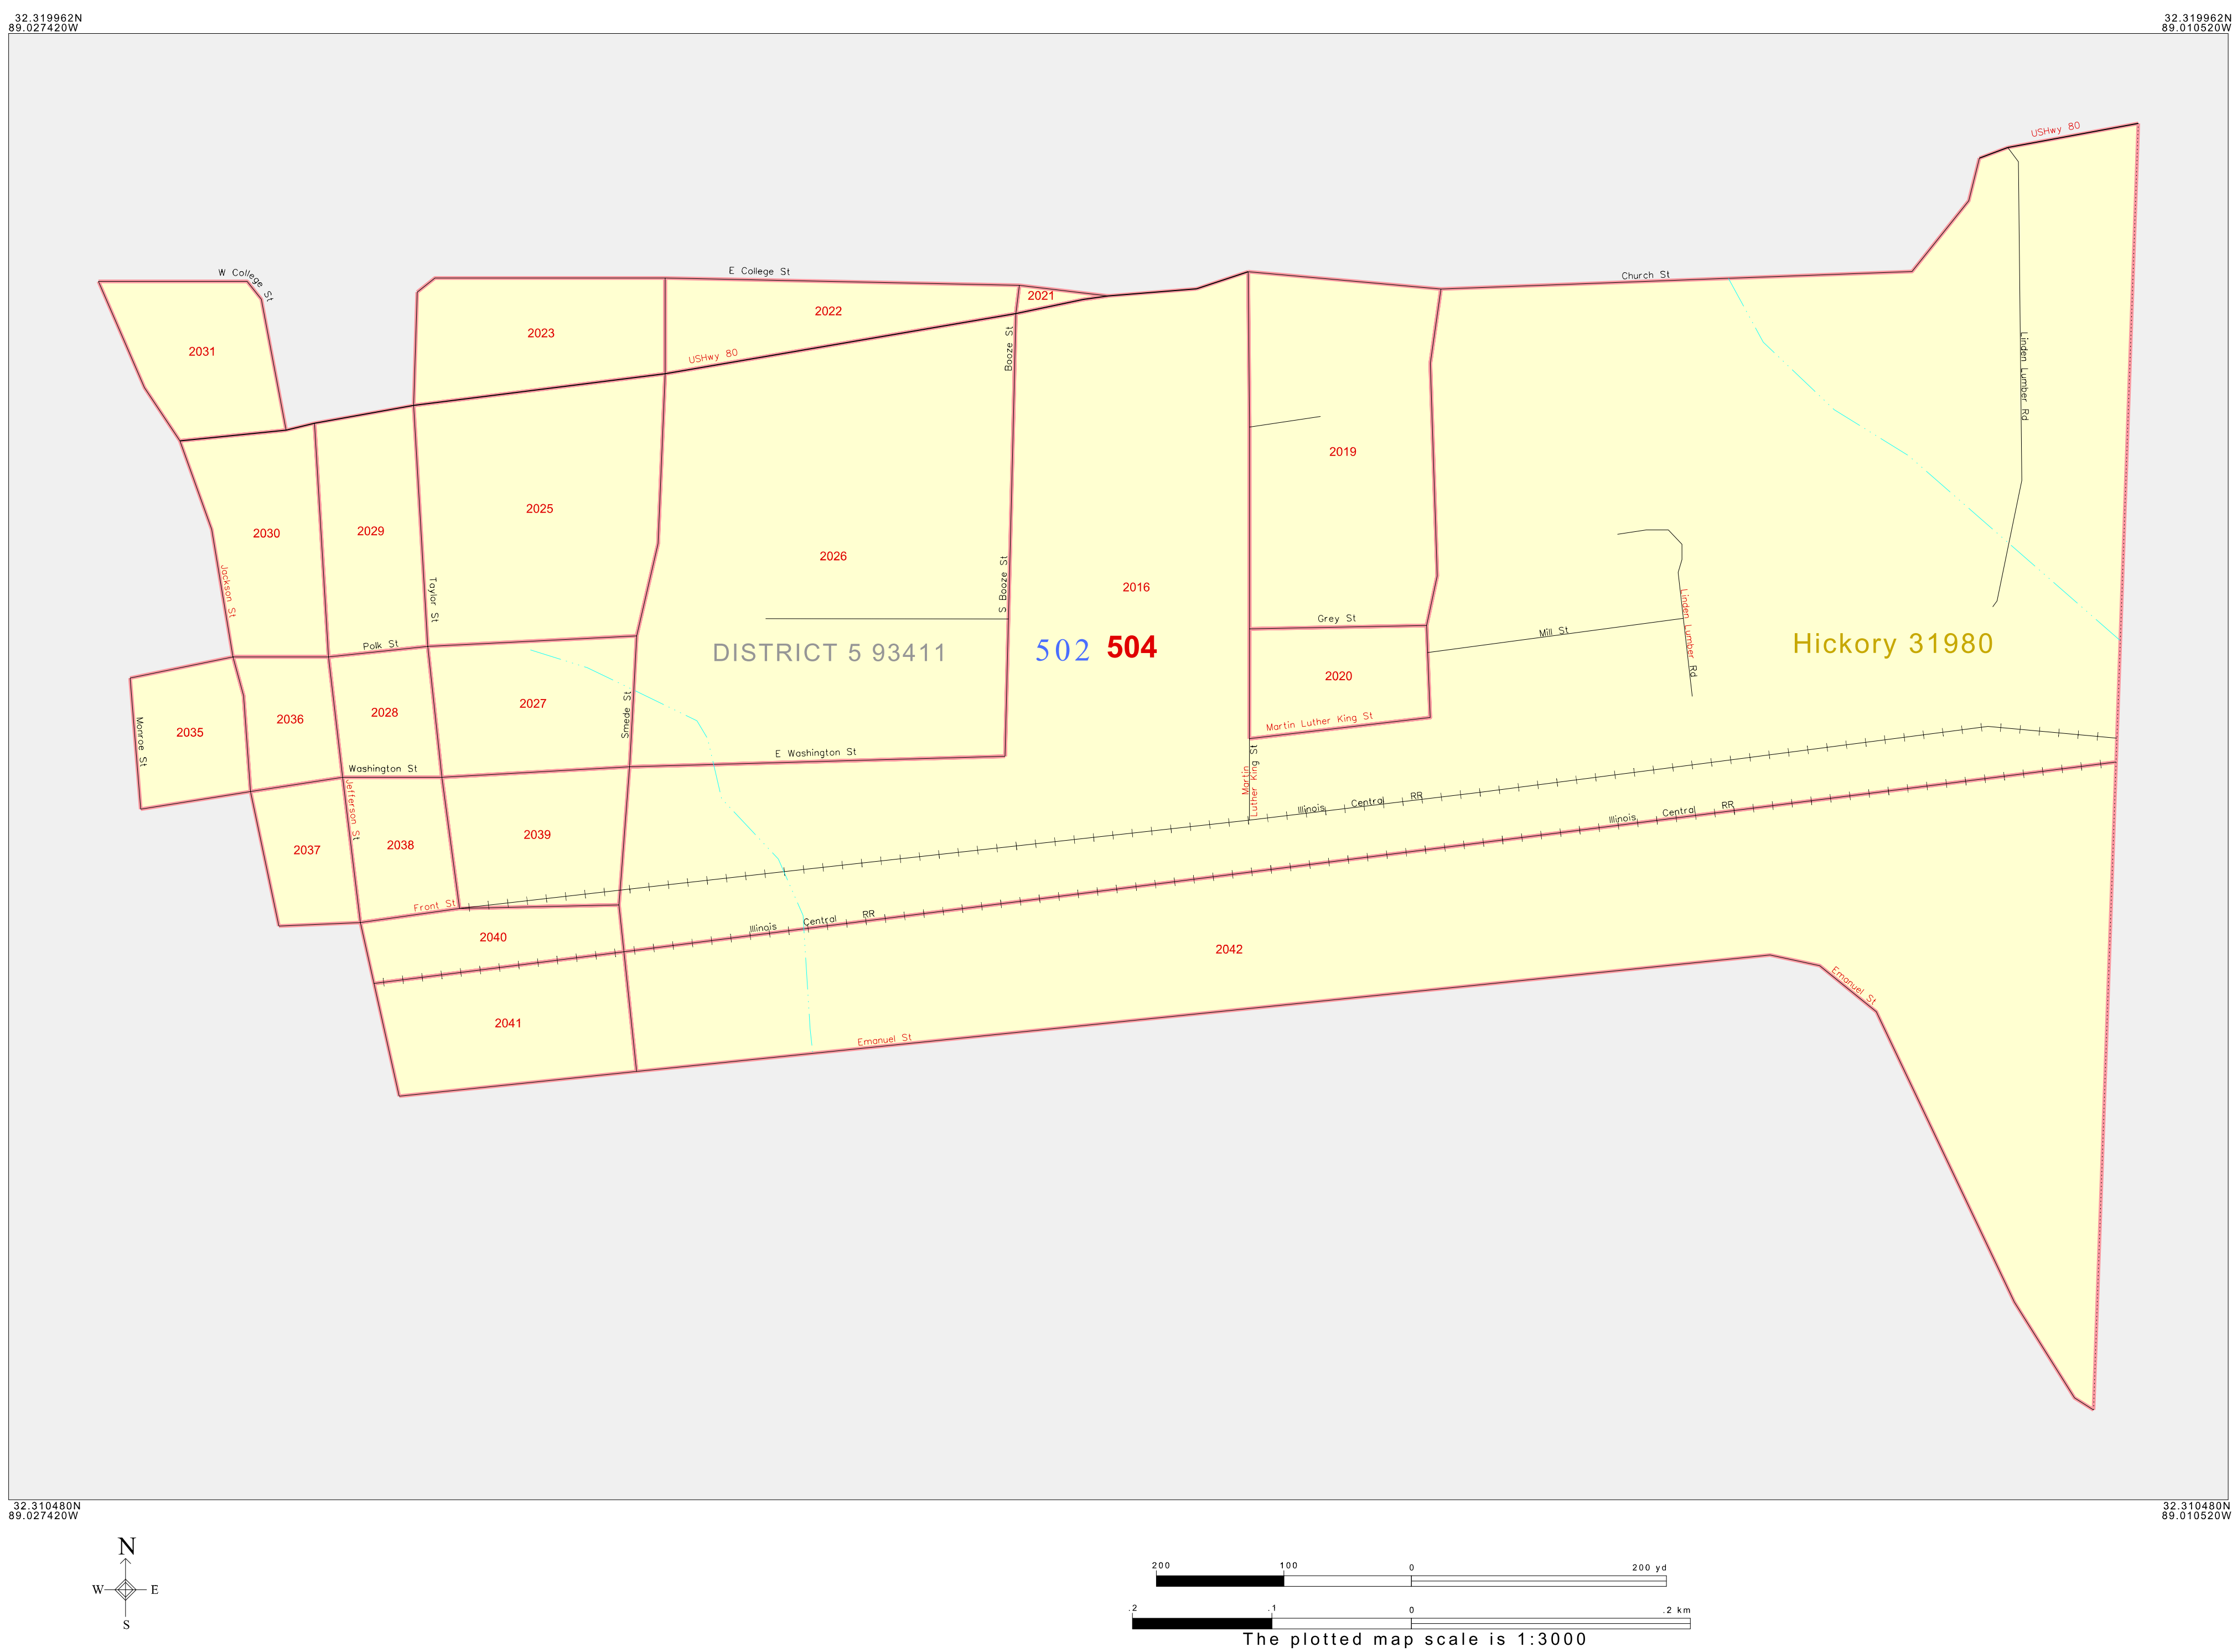 32.319962N
89.027420W
32.319962N
89.010520W
USHwy 80
W College St
E College St
Church St
2021
2022
2023
2031
USHwy 80
Booze St
Linden Lumber Rd
2019
2025
2029
2030
2026
2016
Jackson St
Taylor St
S Booze St
Polk St
Grey St
Mill St
Linden Lumber Rd
DISTRICT 5 93411
502
504
Hickory 31980
2020
2027
2028
2036
2035
Monroe St
Smede St
Martin Luther King St
E Washington St
Washington St
Martin Luther King St
Jefferson St
Illinois Central RR
Illinois Central RR
2039
2038
2037
Front St
Illinois Central RR
2040
2042
2041
Emanuel St
Emanuel St
32.310480N
89.027420W
32.310480N
89.010520W
N
W E
S
200 100 0 200 yd
.2 .1 0 .2 km
The plotted map scale is 1:3000